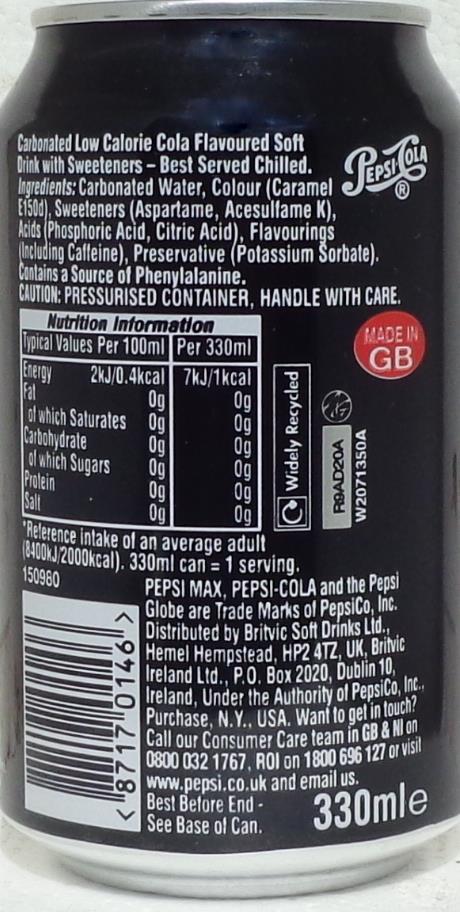 Carbonated Low Calorie Cola Flavoured Soft
Drink with Sweeteners – Best Served Chilled.
Ingredients: Carbonated Water, Colour (Caramel
E150d), Sweeteners (Aspartame, Acesulfame K),
Acids (Phosphoric Acid, Citric Acid), Flavourings
(Including Caffeine), Preservative (Potassium Sorbate).
Contains a Source of Phenylalanine.
CAUTION: PRESSURISED CONTAINER, HANDLE WITH CARE.
PEPSI-COLA
®
Nutrition Information
Typical Values Per 100ml Per 330ml
Energy 2kJ/0.4kcal 7kJ/1kcal
Fat 0g 0g
of which Saturates 0g 0g
Carbohydrate 0g 0g
of which Sugars 0g 0g
Protein 0g 0g
Salt 0g 0g
MADE IN
GB
Widely Recycled
R9AD20A
W2071350A
*Reference intake of an average adult
(8400kJ/2000kcal). 330ml can = 1 serving.
150960
PEPSI MAX, PEPSI-COLA and the Pepsi
Globe are Trade Marks of PepsiCo, Inc.
Distributed by Britvic Soft Drinks Ltd.,
Hemel Hempstead, HP2 4TZ, UK, Britvic
Ireland Ltd., P.O. Box 2020, Dublin 10,
Ireland, Under the Authority of PepsiCo, Inc.,
Purchase, N.Y., USA. Want to get in touch?
Call our Consumer Care team in GB & NI on
0800 032 1767, ROI on 1800 696 127 or visit
www.pepsi.co.uk and email us.
Best Before End -
See Base of Can.
330mle
< 8717 0146 >